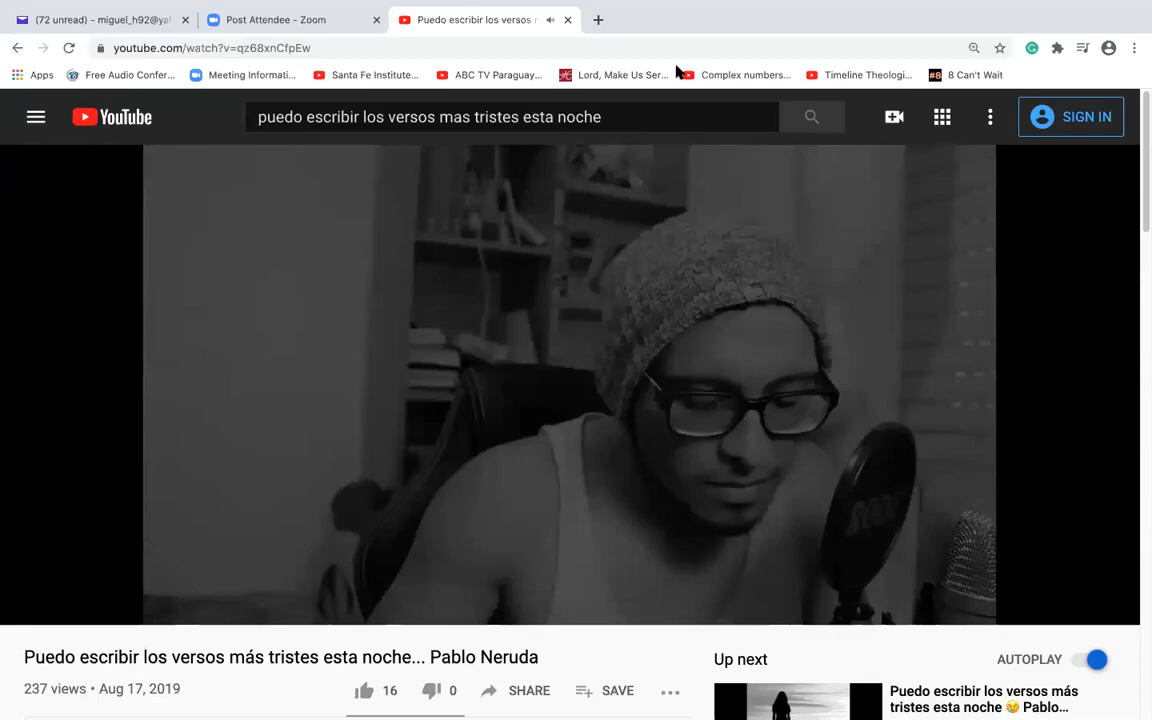 (72 unread) - miguel_h92@ya
Post Attendee - Zoom
Puedo escribir los versos
youtube.com/watch?v=qz68xnCfpEw
Apps
Free Audio Confer...
Meeting Informati...
Santa Fe Institute...
ABC TV Paraguay...
Lord, Make Us Ser...
Complex numbers...
Timeline Theologi...
#8
8 Can't Wait
YouTube
puedo escribir los versos mas tristes esta noche
SIGN IN
Puedo escribir los versos más tristes esta noche... Pablo Neruda
237 views • Aug 17, 2019
16
0
SHARE
SAVE
Up next
AUTOPLAY
Puedo escribir los versos más
tristes esta noche 😢 Pablo...